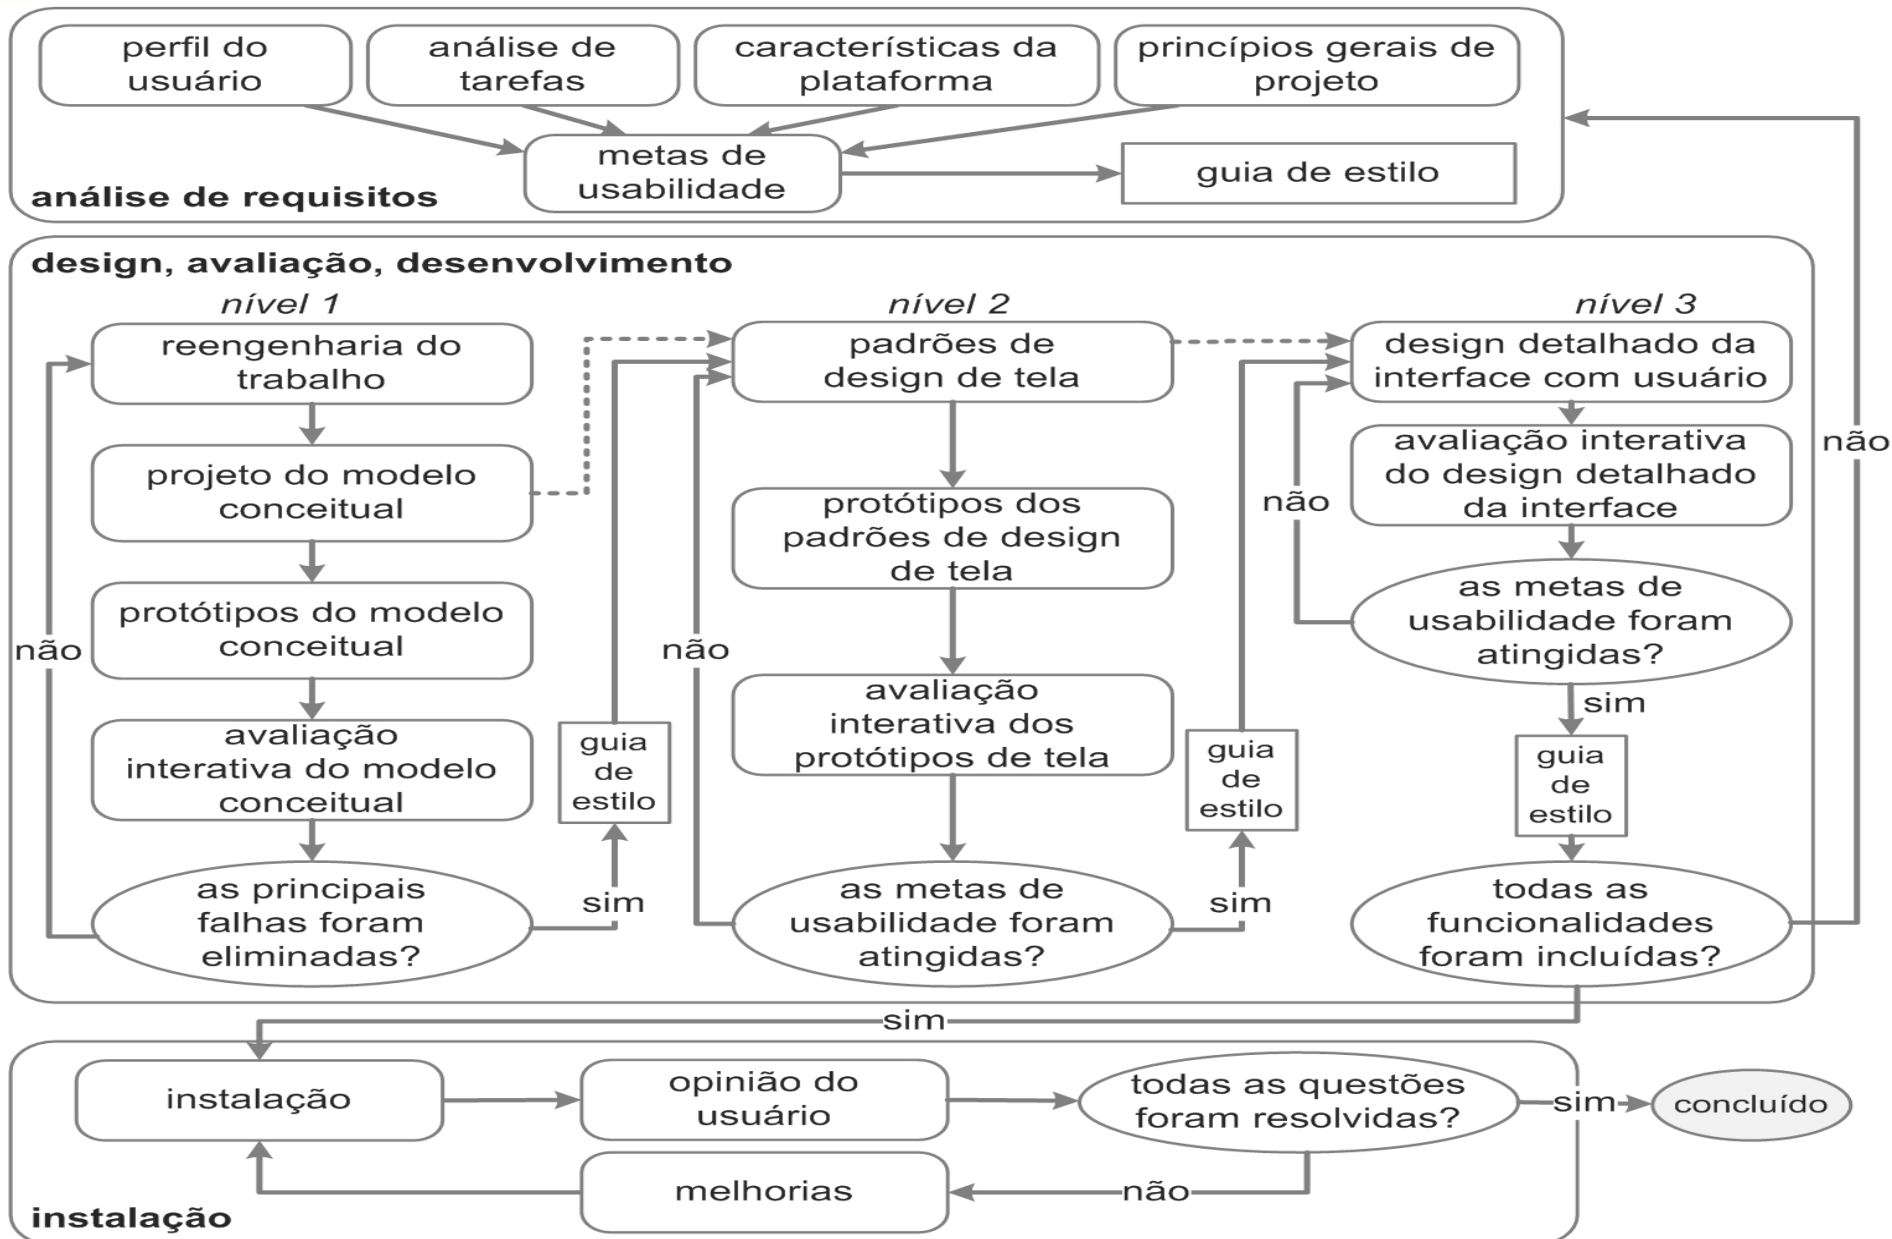 perfil do
usuário
análise de
tarefas
características da
plataforma
princípios gerais de
projeto
metas de
usabilidade
guia de estilo
análise de requisitos
design, avaliação, desenvolvimento
nível 1
reengenharia do
trabalho
projeto do modelo
conceitual
protótipos do modelo
conceitual
não
avaliação
interativa do modelo
conceitual
as principais
falhas foram
eliminadas?
sim
guia
de
estilo
nível 2
padrões de
design de tela
protótipos dos
padrões de design
de tela
não
avaliação
interativa dos
protótipos de tela
as metas de
usabilidade foram
atingidas?
sim
guia
de
estilo
nível 3
design detalhado da
interface com usuário
avaliação interativa
do design detalhado
da interface
não
as metas de
usabilidade foram
atingidas?
sim
guia
de
estilo
todas as
funcionalidades
foram incluídas?
não
sim
instalação
opinião do
usuário
todas as questões
foram resolvidas?
sim
concluído
não
melhorias
instalação